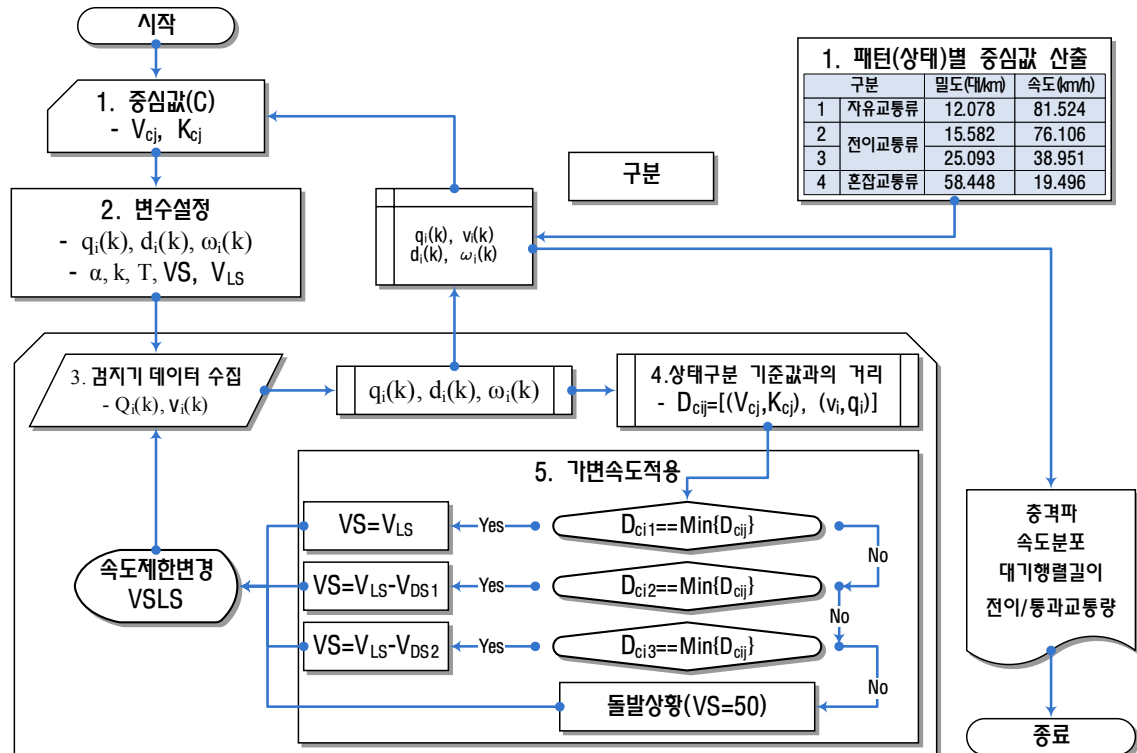 시작
1. 중심값(C)
- Vcj, Kcj
2. 변수설정
- qi(k), di(k), ωi(k)
- α, k, T, VS, VLS
1. 패턴(상태)별 중심값 산출
구분 밀도(대/km) 속도(km/h)
1 자유교통류 12.078 81.524
2 전이교통류 15.582 76.106
3 25.093 38.951
4 혼잡교통류 58.448 19.496
구분
qi(k), vi(k)
di(k), ωi(k)
3. 검지기 데이터 수집
- Qi(k), vi(k)
qi(k), di(k), ωi(k)
4.상태구분 기준값과의 거리
- Dcij=[(Vcj,Kcj), (vi,qi)]
5. 가변속도적용
VS=VLS
Yes
Dci1==Min{Dcij}
No
VS=VLS-VDS1
Yes
Dci2==Min{Dcij}
No
VS=VLS-VDS2
Yes
Dci3==Min{Dcij}
No
돌발상황(VS=50)
속도제한변경
VSLS
충격파
속도분포
대기행렬길이
전이/통과교통량
종료